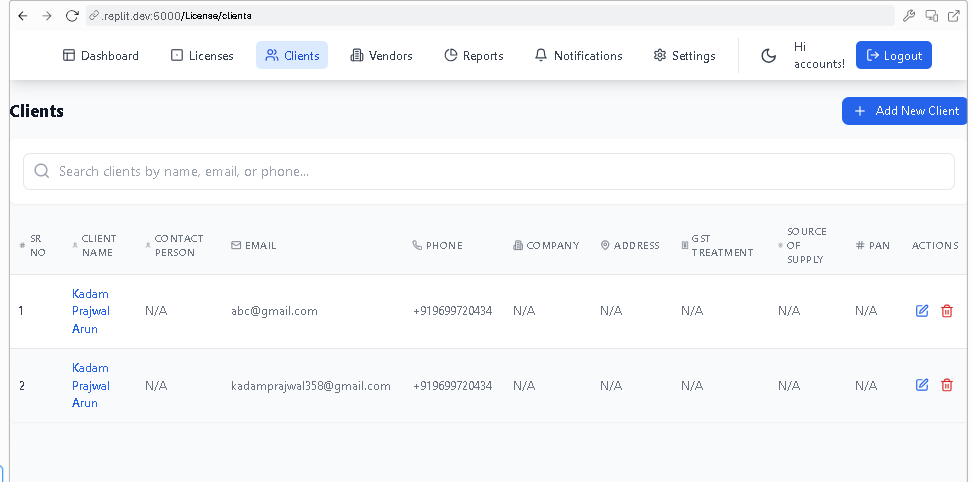 .replit.dev:5000/License/clients
Dashboard Licenses Clients Vendors Reports Notifications Settings Hi accounts! Logout
Clients
Add New Client
Search clients by name, email, or phone...
SR NO CLIENT NAME CONTACT PERSON EMAIL PHONE COMPANY ADDRESS GST TREATMENT SOURCE OF SUPPLY # PAN ACTIONS
1 Kadam Prajwal Arun N/A abc@gmail.com +919699720434 N/A N/A N/A N/A N/A
2 Kadam Prajwal Arun N/A kadamprajwal358@gmail.com +919699720434 N/A N/A N/A N/A N/A